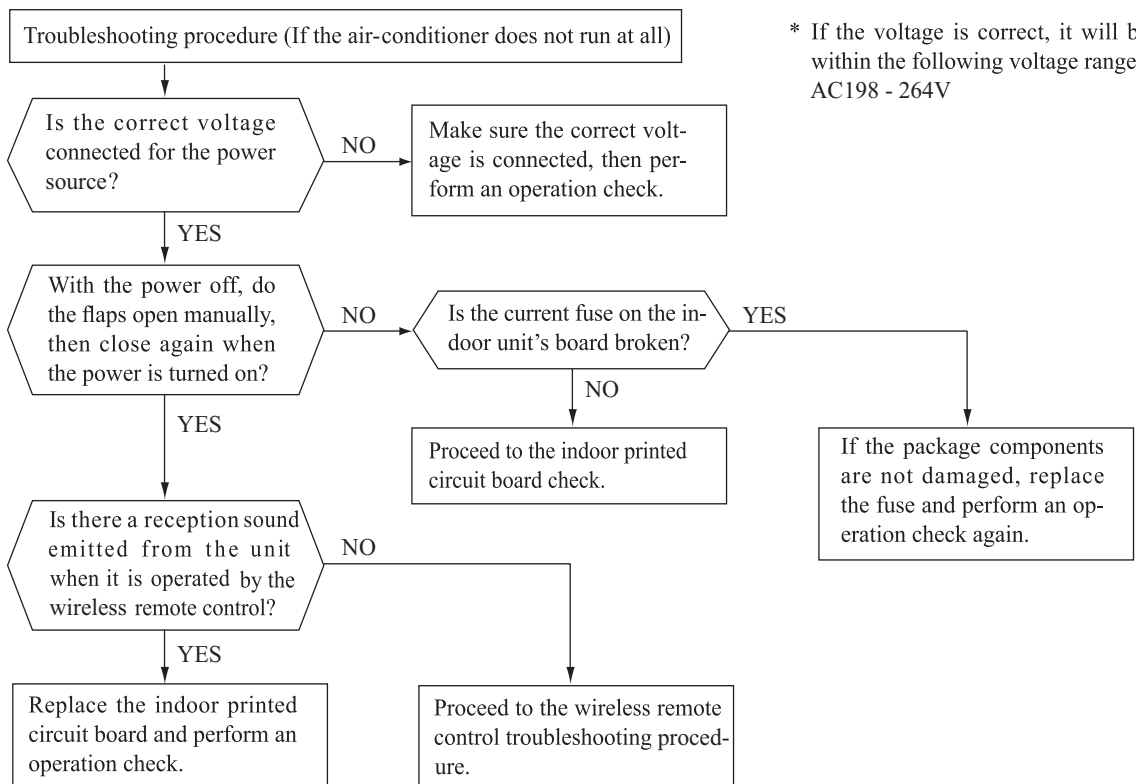 Troubleshooting procedure (If the air-conditioner does not run at all)
* If the voltage is correct, it will b
within the following voltage range
AC198 - 264V
Is the correct voltage
connected for the power
source?
NO
Make sure the correct volt-
age is connected, then per-
form an operation check.
YES
With the power off, do
the flaps open manually,
then close again when
the power is turned on?
NO
Is the current fuse on the in-
door unit's board broken?
YES
NO
YES
Proceed to the indoor printed
circuit board check.
If the package components
are not damaged, replace
the fuse and perform an op-
eration check again.
Is there a reception sound
emitted from the unit
when it is operated by the
wireless remote control?
NO
YES
Replace the indoor printed
circuit board and perform an
operation check.
Proceed to the wireless remote
control troubleshooting proced-
ure.